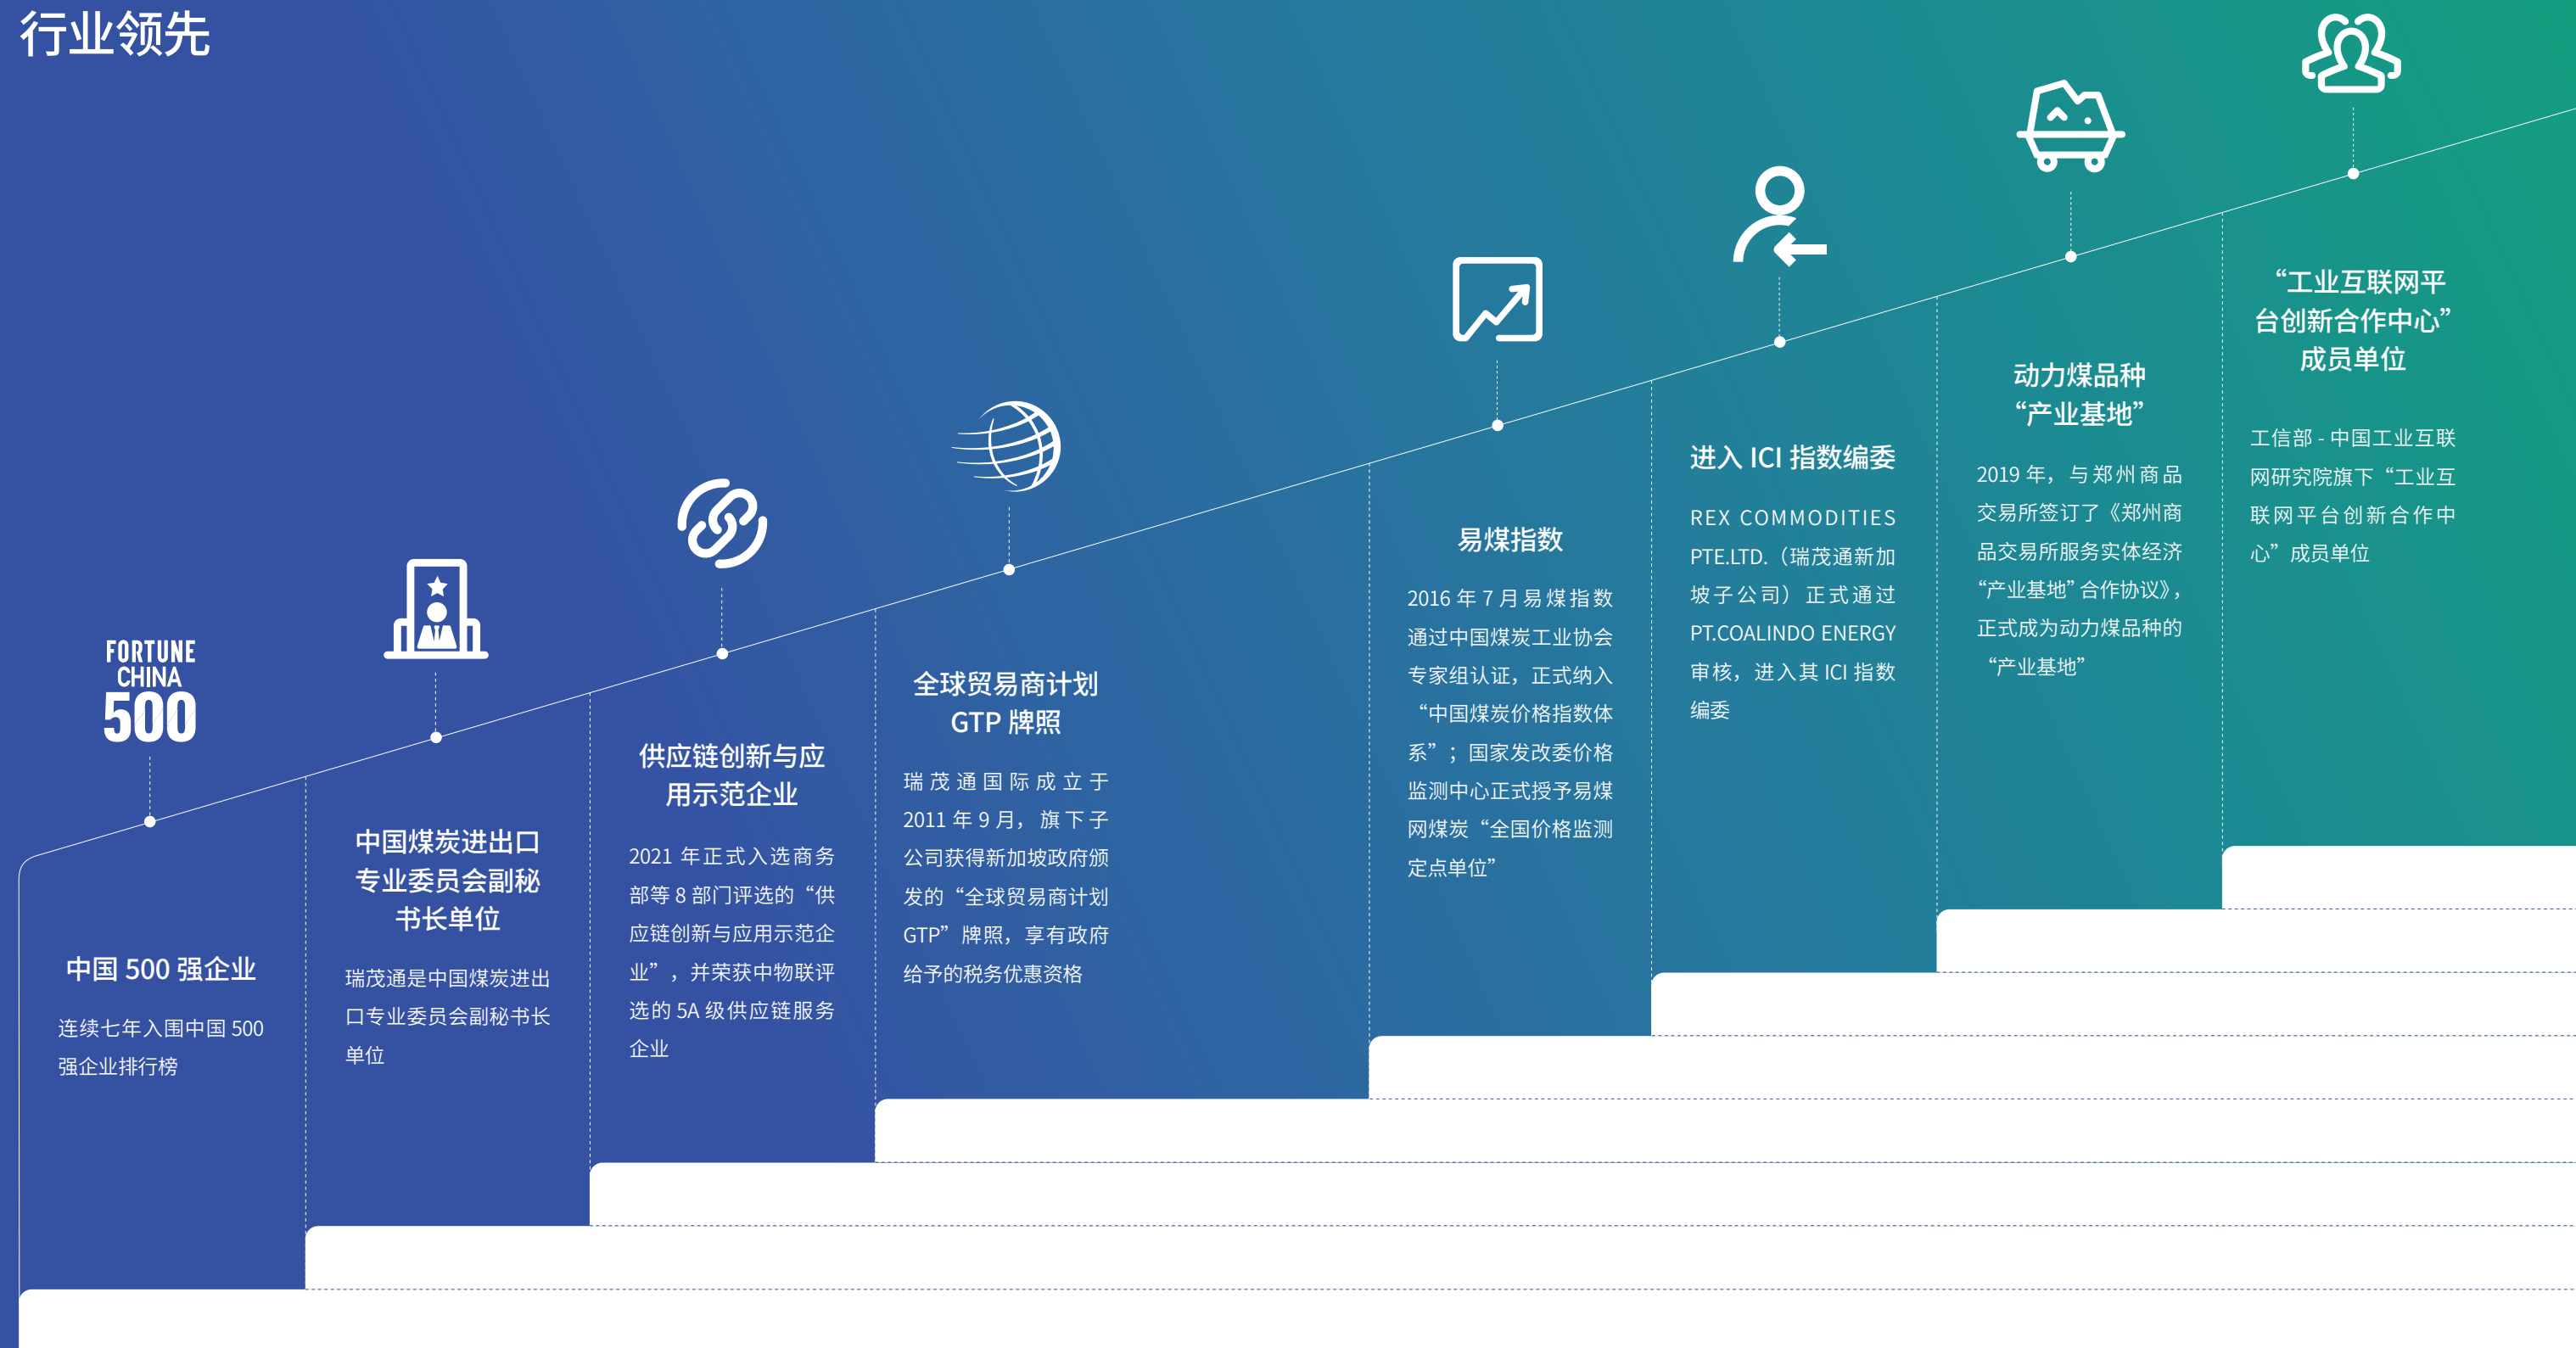 行业领先
FORTUNE
CHINA
500
中国 500 强企业
连续七年入围中国 500
强企业排行榜
中国煤炭进出口
专业委员会副秘
书长单位
瑞茂通是中国煤炭进出
口专业委员会副秘书长
单位
供应链创新与应
用示范企业
2021 年正式入选商务
部等 8 部门评选的“供
应链创新与应用示范企
业”，并荣获中物联评
选的 5A 级供应链服务
企业
全球贸易商计划
GTP 牌照
瑞茂通国际成立于
2011 年 9 月，旗下子
公司获得新加坡政府颁
发的“全球贸易商计划
GTP”牌照，享有政府
给予的税务优惠资格
易煤指数
2016 年 7 月易煤指数
通过中国煤炭工业协会
专家组认证，正式纳入
“中国煤炭价格指数体
系”；国家发改委价格
监测中心正式授予易煤
网煤炭“全国价格监测
定点单位”
进入 ICI 指数编委
REX COMMODITIES
PTE.LTD.（瑞茂通新加
坡子公司）正式通过
PT.COALINDO ENERGY
审核，进入其 ICI 指数
编委
动力煤品种
“产业基地”
2019 年，与郑州商品
交易所签订了《郑州商
品交易所服务实体经济
“产业基地”合作协议》，
正式成为动力煤品种的
“产业基地”
“工业互联网平
台创新合作中心”
成员单位
工信部 - 中国工业互联
网研究院旗下“工业互
联网平台创新合作中
心”成员单位